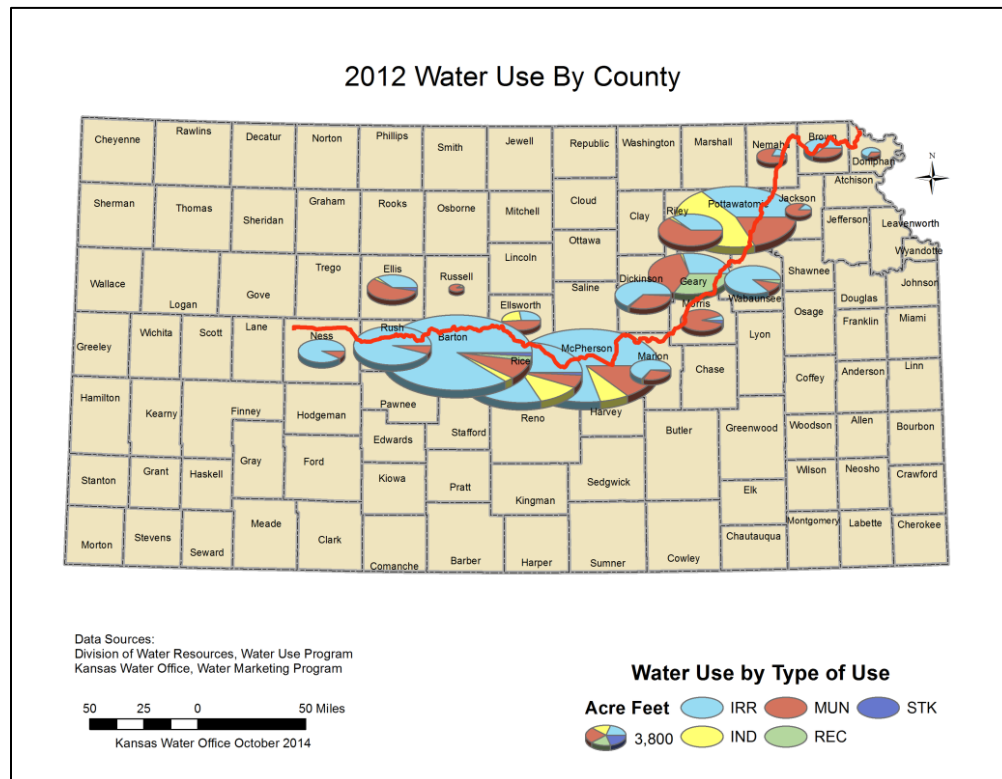 2012 Water Use By County
Cheyenne
Rawlins
Decatur
Norton
Phillips
Smith
Jewell
Republic
Washington
Marshall
Nemaha
Brown
Doniphan
Atchison
Sherman
Thomas
Sheridan
Graham
Rooks
Osborne
Mitchell
Cloud
Clay
Riley
Pottawatomie
Jackson
Jefferson
Leavenworth
Wyandotte
Ottawa
Lincoln
Wallace
Logan
Gove
Trego
Ellis
Russell
Ellsworth
Saline
Dickinson
Geary
Morris
Wabaunsee
Shawnee
Douglas
Johnson
Greeley
Wichita
Scott
Lane
Ness
Rush
Barton
Rice
McPherson
Marion
Chase
Lyon
Osage
Franklin
Miami
Hamilton
Kearny
Finney
Hodgeman
Pawnee
Stafford
Reno
Harvey
Butler
Greenwood
Coffey
Anderson
Linn
Woodson
Allen
Bourbon
Stanton
Grant
Haskell
Gray
Ford
Edwards
Kiowa
Pratt
Kingman
Sedgwick
Elk
Wilson
Neosho
Crawford
Morton
Stevens
Seward
Meade
Clark
Comanche
Barber
Harper
Sumner
Cowley
Chautauqua
Montgomery
Labette
Cherokee
N
Data Sources:
Division of Water Resources, Water Use Program
Kansas Water Office, Water Marketing Program
50 25 0 50 Miles
Kansas Water Office October 2014
Water Use by Type of Use
Acre Feet IRR MUN STK
3,800 IND REC